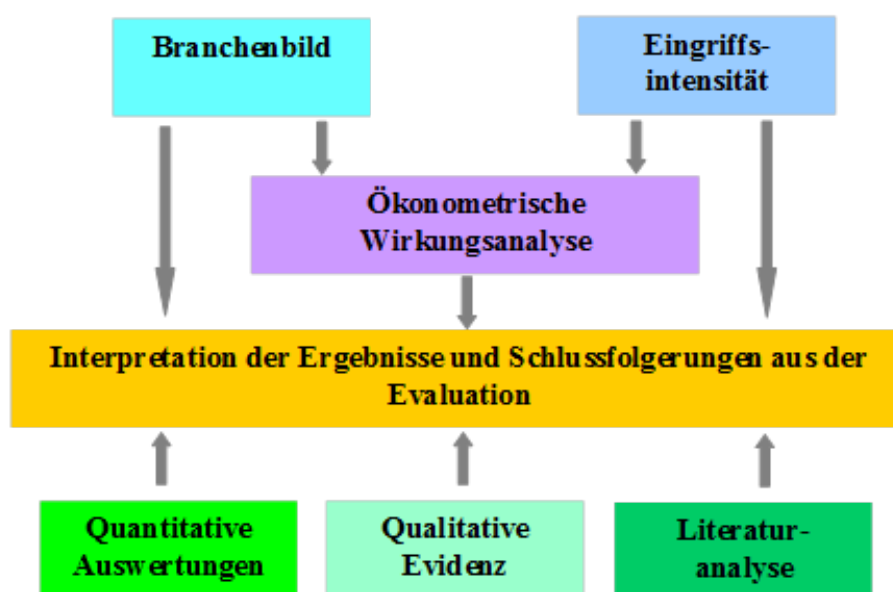 Branchenbild
Eingriffs-
intensität
Ökonometrische
Wirkungsanalyse
Interpretation der Ergebnisse und Schlussfolgerungen aus der
Evaluation
Quantitative
Auswertungen
Qualitative
Evidenz
Literatur-
analyse